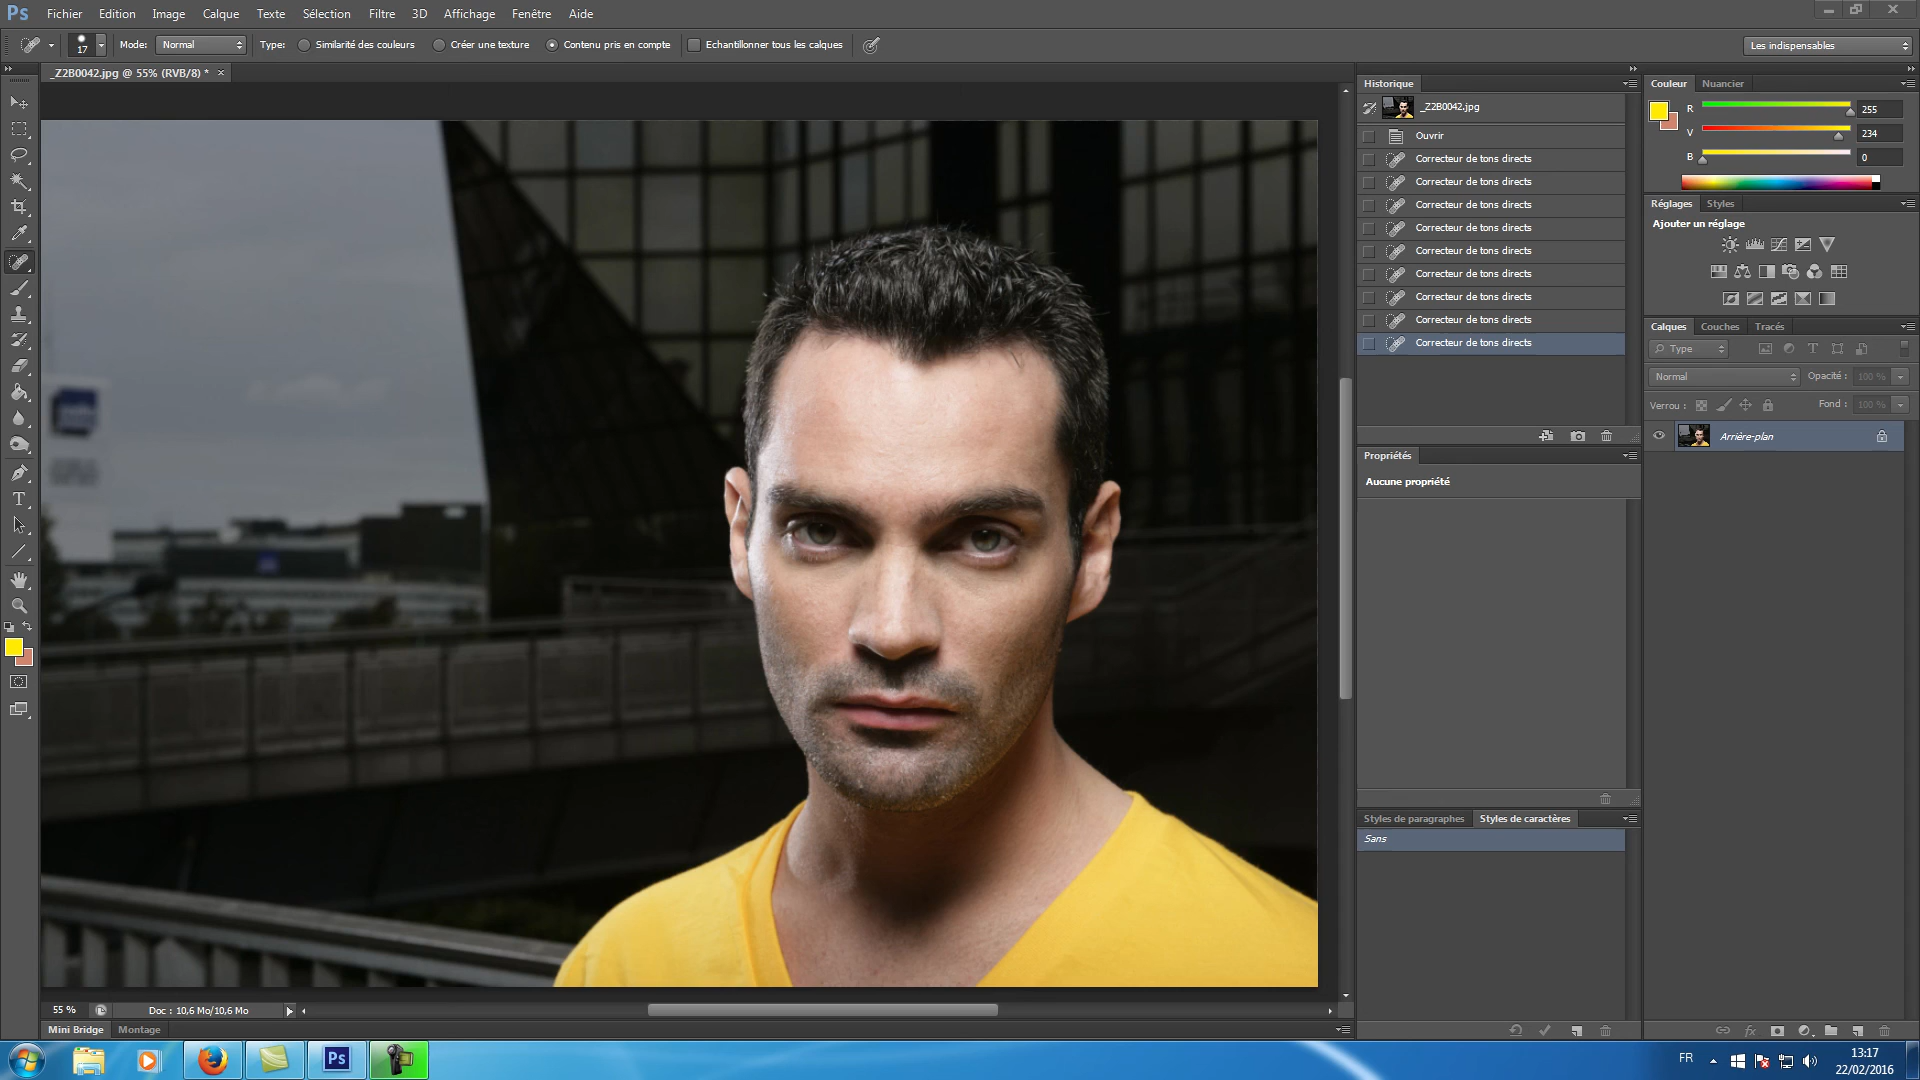 Ps Fichier Edition Image Calque Texte Sélection Filtre 3D Affichage Fenêtre Aide
17 Mode: Normal Type: Similarité des couleurs Créer une texture Contenu pris en compte Echantillonner tous les calques Les indispensables
_Z2B0042.jpg @ 55% (RVB/8) * ×
Historique
_Z2B0042.jpg
Ouvrir
Correcteur de tons directs
Correcteur de tons directs
Correcteur de tons directs
Correcteur de tons directs
Correcteur de tons directs
Correcteur de tons directs
Correcteur de tons directs
Correcteur de tons directs
Correcteur de tons directs
Propriétés
Aucune propriété
Styles de paragraphes Styles de caractères
Sans
Couleur Nuancier
R 255
V 234
B 0
Réglages Styles
Ajouter un réglage
Calques Couches Tracés
Type
Normal Opacité : 100 %
Verrou : Fond : 100 %
Arrière-plan
55 % Doc : 10,6 Mo/10,6 Mo
Mini Bridge Montage
Ps
FR 13:17
22/02/2016